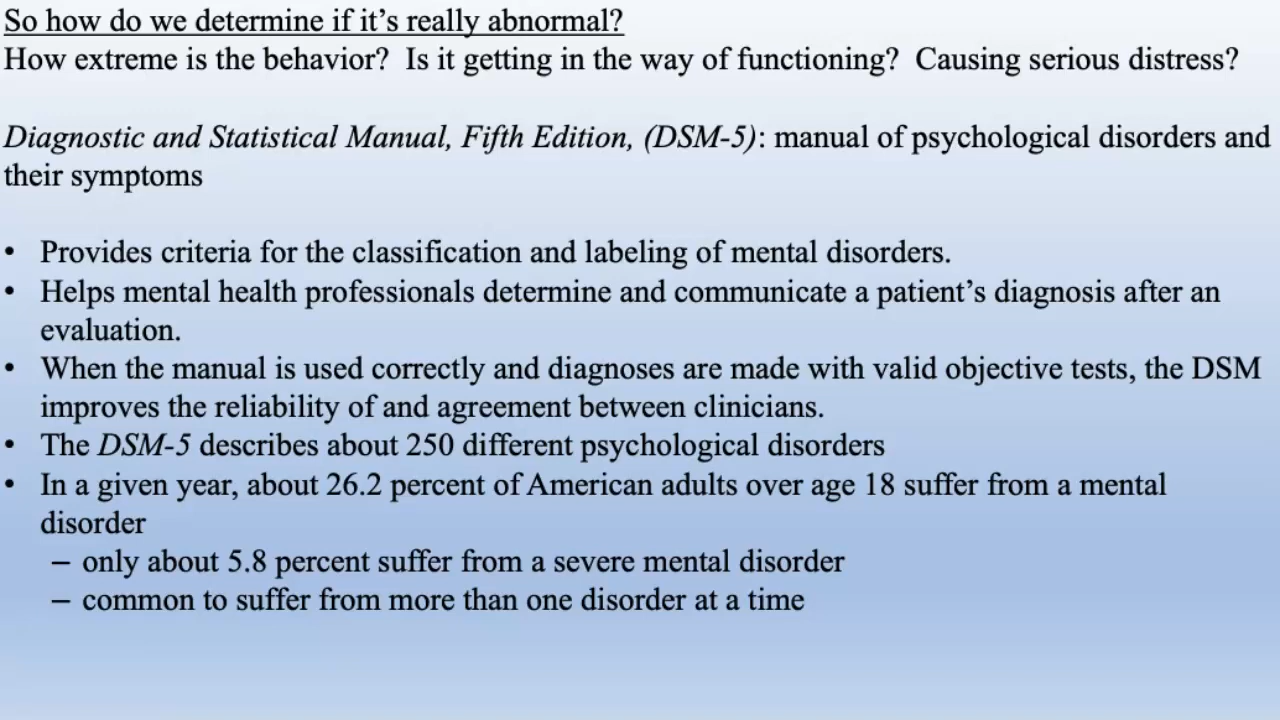 So how do we determine if it’s really abnormal?
How extreme is the behavior?  Is it getting in the way of functioning?  Causing serious distress?
Diagnostic and Statistical Manual, Fifth Edition, (DSM-5): manual of psychological disorders and
their symptoms
• Provides criteria for the classification and labeling of mental disorders.
• Helps mental health professionals determine and communicate a patient’s diagnosis after an
evaluation.
• When the manual is used correctly and diagnoses are made with valid objective tests, the DSM
improves the reliability of and agreement between clinicians.
• The DSM-5 describes about 250 different psychological disorders
• In a given year, about 26.2 percent of American adults over age 18 suffer from a mental
disorder
– only about 5.8 percent suffer from a severe mental disorder
– common to suffer from more than one disorder at a time